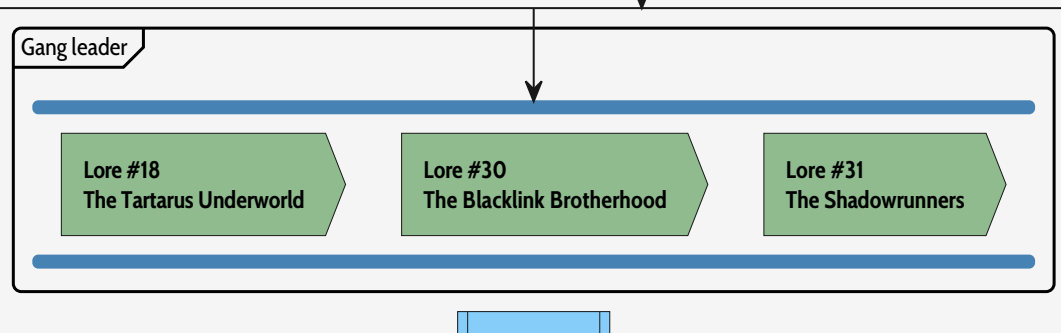 Gang leader
Lore #18
The Tartarus Underworld
Lore #30
The Blacklink Brotherhood
Lore #31
The Shadowrunners